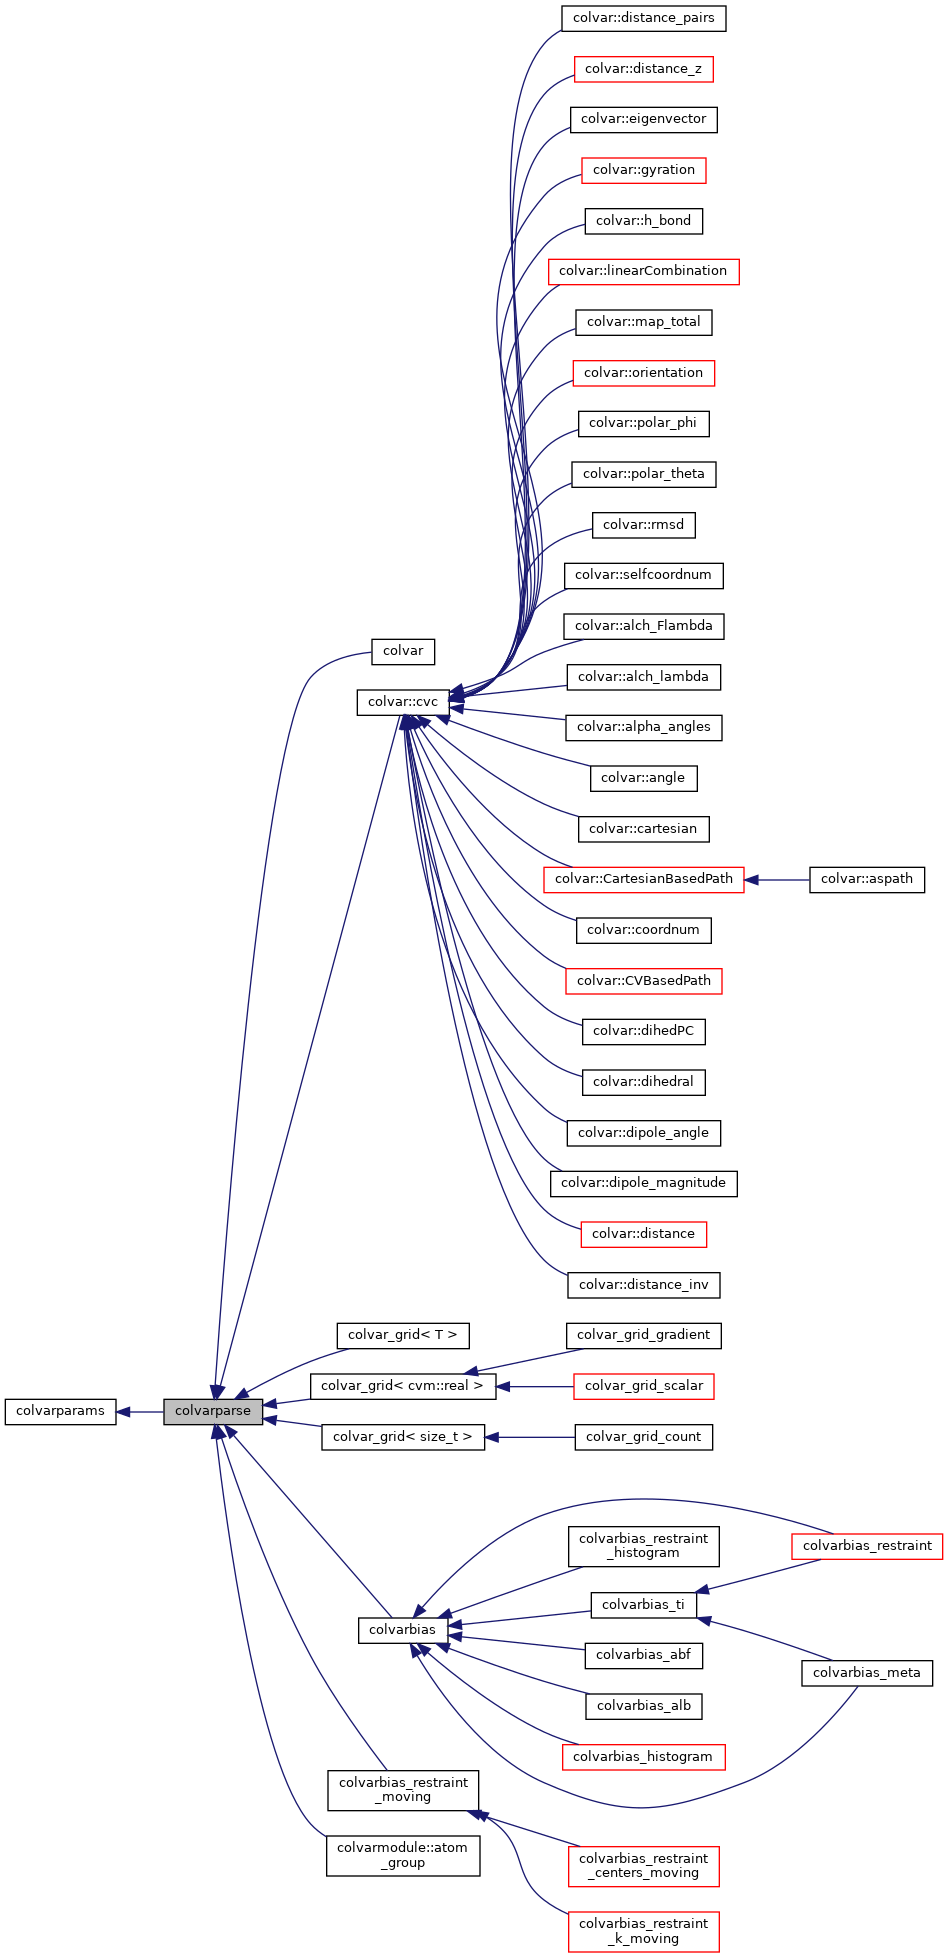 colvar::distance_pairs
colvar::distance_z
colvar::eigenvector
colvar::gyration
colvar::h_bond
colvar::linearCombination
colvar::map_total
colvar::orientation
colvar::polar_phi
colvar::polar_theta
colvar::rmsd
colvar::selfcoordnum
colvar::alch_Flambda
colvar
colvar::alch_lambda
colvar::cvc
colvar::alpha_angles
colvar::angle
colvar::cartesian
colvar::CartesianBasedPath
colvar::aspath
colvar::coordnum
colvar::CVBasedPath
colvar::dihedPC
colvar::dihedral
colvar::dipole_angle
colvar::dipole_magnitude
colvar::distance
colvar::distance_inv
colvar_grid< T >
colvar_grid_gradient
colvar_grid< cvm::real >
colvar_grid_scalar
colvarparams
colvarparse
colvar_grid< size_t >
colvar_grid_count
colvarbias_restraint
_histogram
colvarbias_restraint
colvarbias_ti
colvarbias
colvarbias_abf
colvarbias_meta
colvarbias_alb
colvarbias_histogram
colvarbias_restraint
_moving
colvarmodule::atom
_group
colvarbias_restraint
_centers_moving
colvarbias_restraint
_k_moving